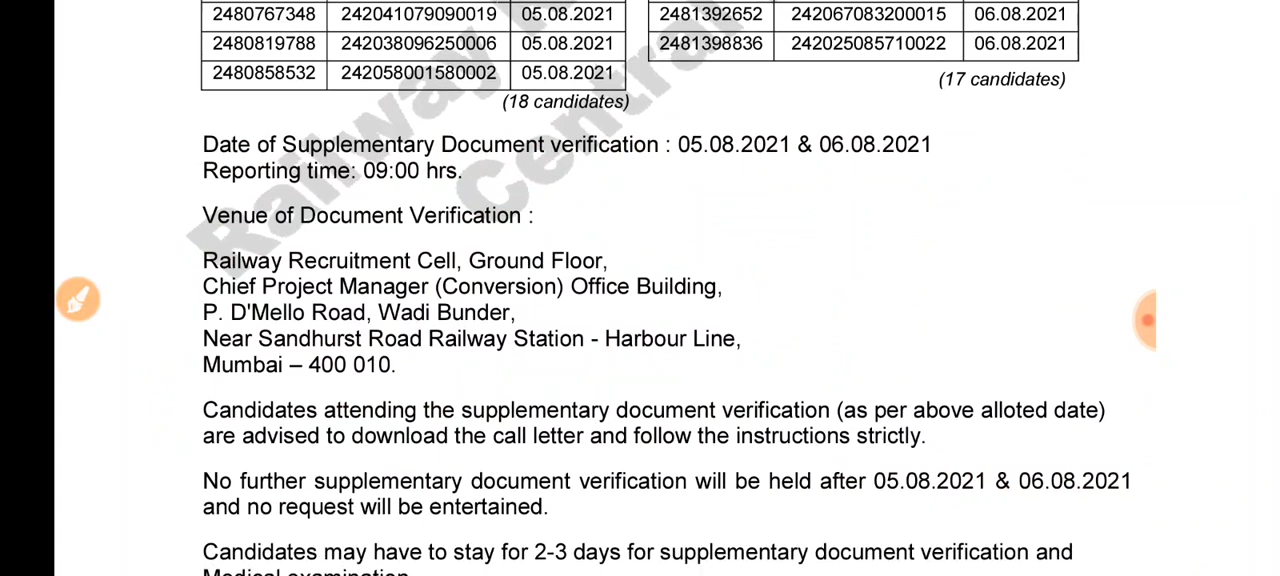 2480767348 242041079090019 05.08.2021 2481392652 242067083200015 06.08.2021
2480819788 242038096250006 05.08.2021 2481398836 242025085710022 06.08.2021
2480858532 242058001580002 05.08.2021
(17 candidates)
(18 candidates)
Railway
Central
Date of Supplementary Document verification : 05.08.2021 & 06.08.2021
Reporting time: 09:00 hrs.
Venue of Document Verification :
Railway Recruitment Cell, Ground Floor,
Chief Project Manager (Conversion) Office Building,
P. D'Mello Road, Wadi Bunder,
Near Sandhurst Road Railway Station - Harbour Line,
Mumbai – 400 010.
Candidates attending the supplementary document verification (as per above alloted date)
are advised to download the call letter and follow the instructions strictly.
No further supplementary document verification will be held after 05.08.2021 & 06.08.2021
and no request will be entertained.
Candidates may have to stay for 2-3 days for supplementary document verification and
Medical examination